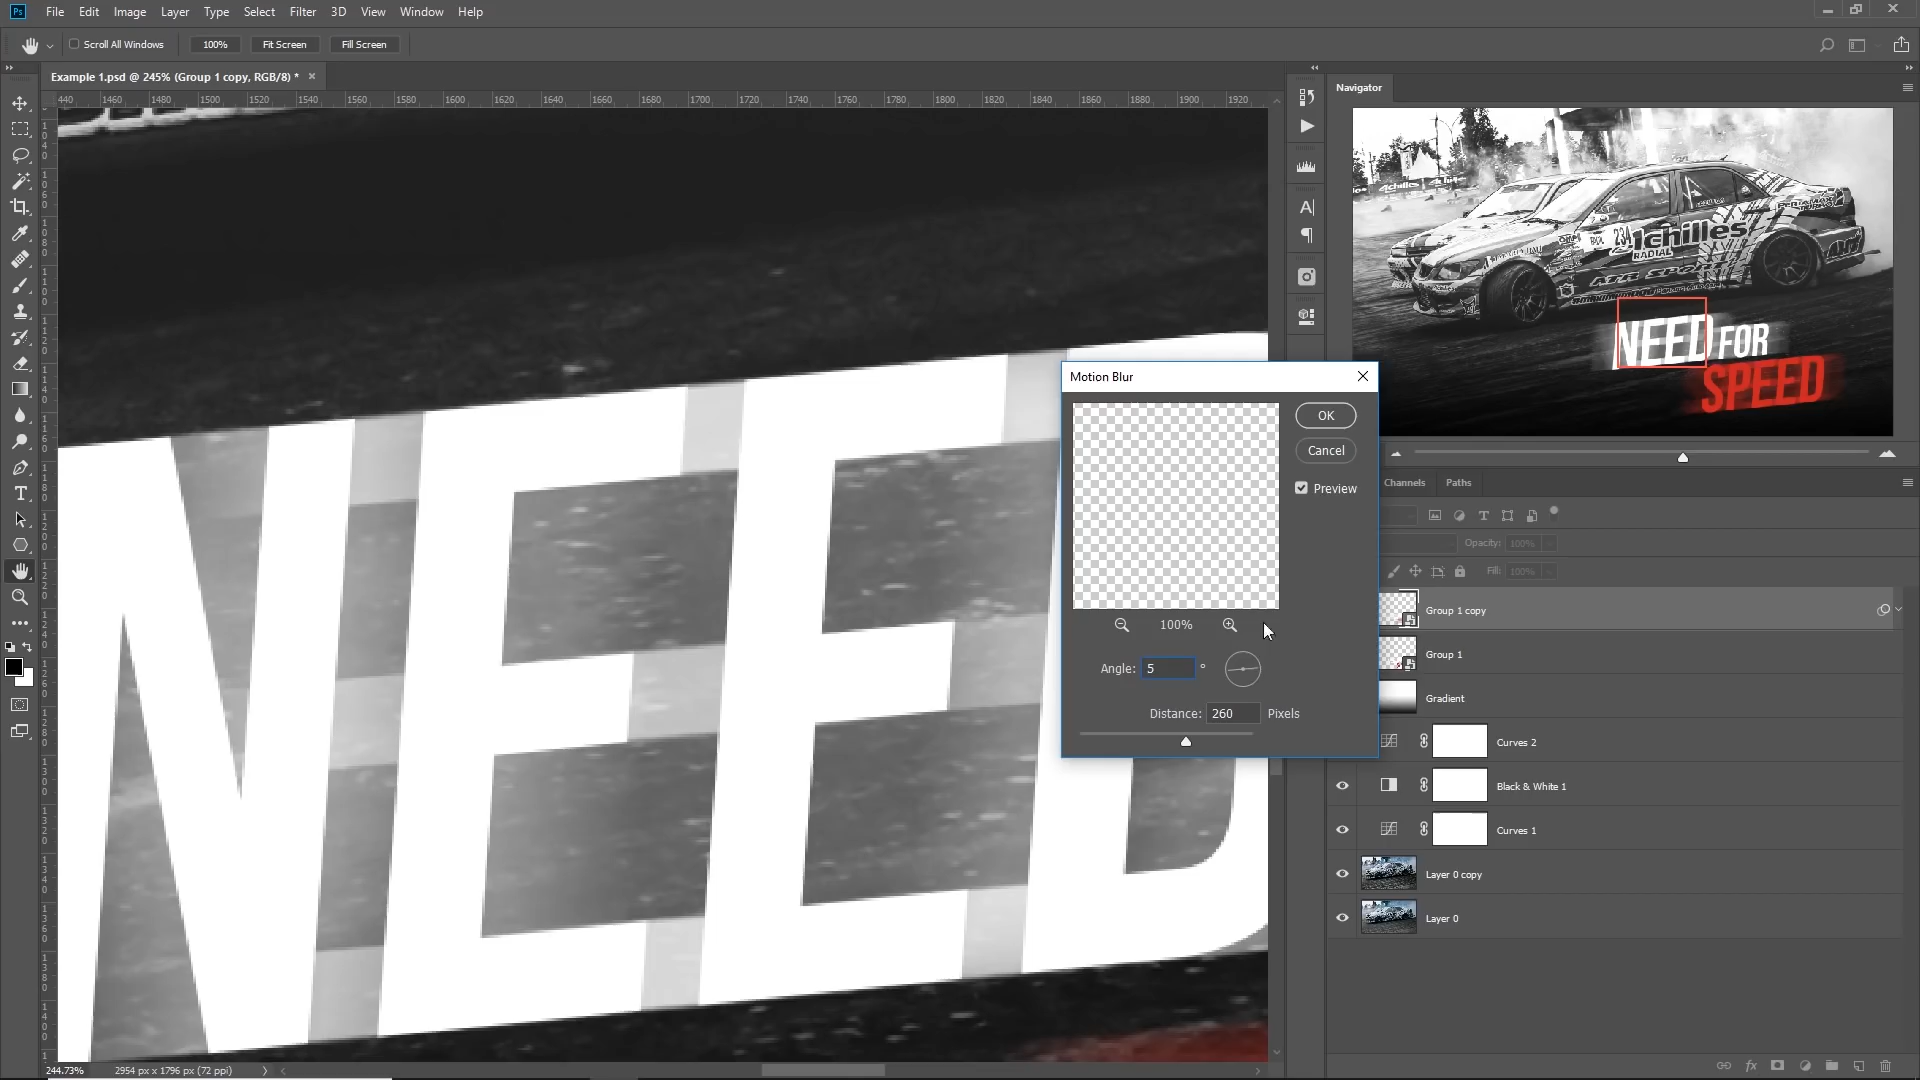 Ps File Edit Image Layer Type Select Filter 3D View Window Help
Scroll All Windows 100% Fit Screen Fill Screen
Example 1.psd @ 245% (Group 1 copy, RGB/8) * ×
440 1460 1480 1500 1520 1540 1560 1580 1600 1620 1640 1660 1680 1700 1720 1740 1760 1780 1800 1820 1840 1860 1880 1900 1920
Navigator
Achilles
RADIAL
234
NEED FOR
SPEED
NEED
Motion Blur
OK
Cancel
Preview
100%
Angle: 5 °
Distance: 260 Pixels
Channels Paths
Opacity: 100%
Fill: 100%
Group 1 copy
Group 1
Gradient
Curves 2
Black & White 1
Curves 1
Layer 0 copy
Layer 0
244.73% 2954 px x 1796 px (72 ppi)